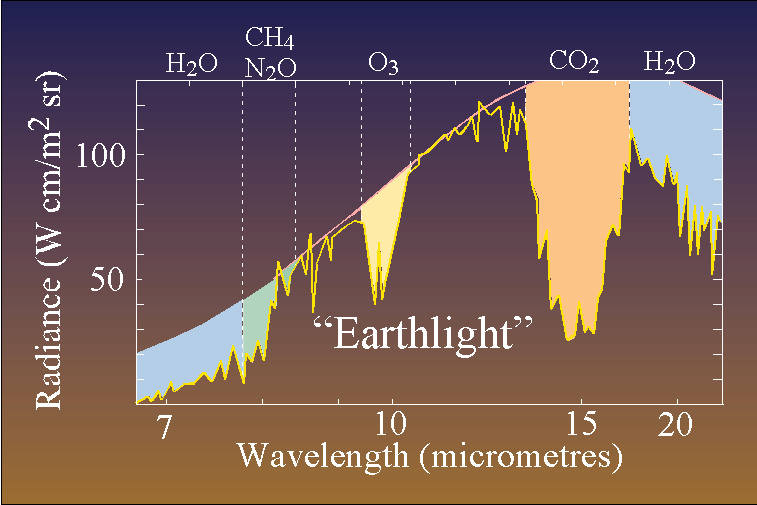 CH4
H2O N2O O3 CO2 H2O
Radiance (W cm/m2 sr)
100
50
“Earthlight”
7 10 15 20
Wavelength (micrometres)